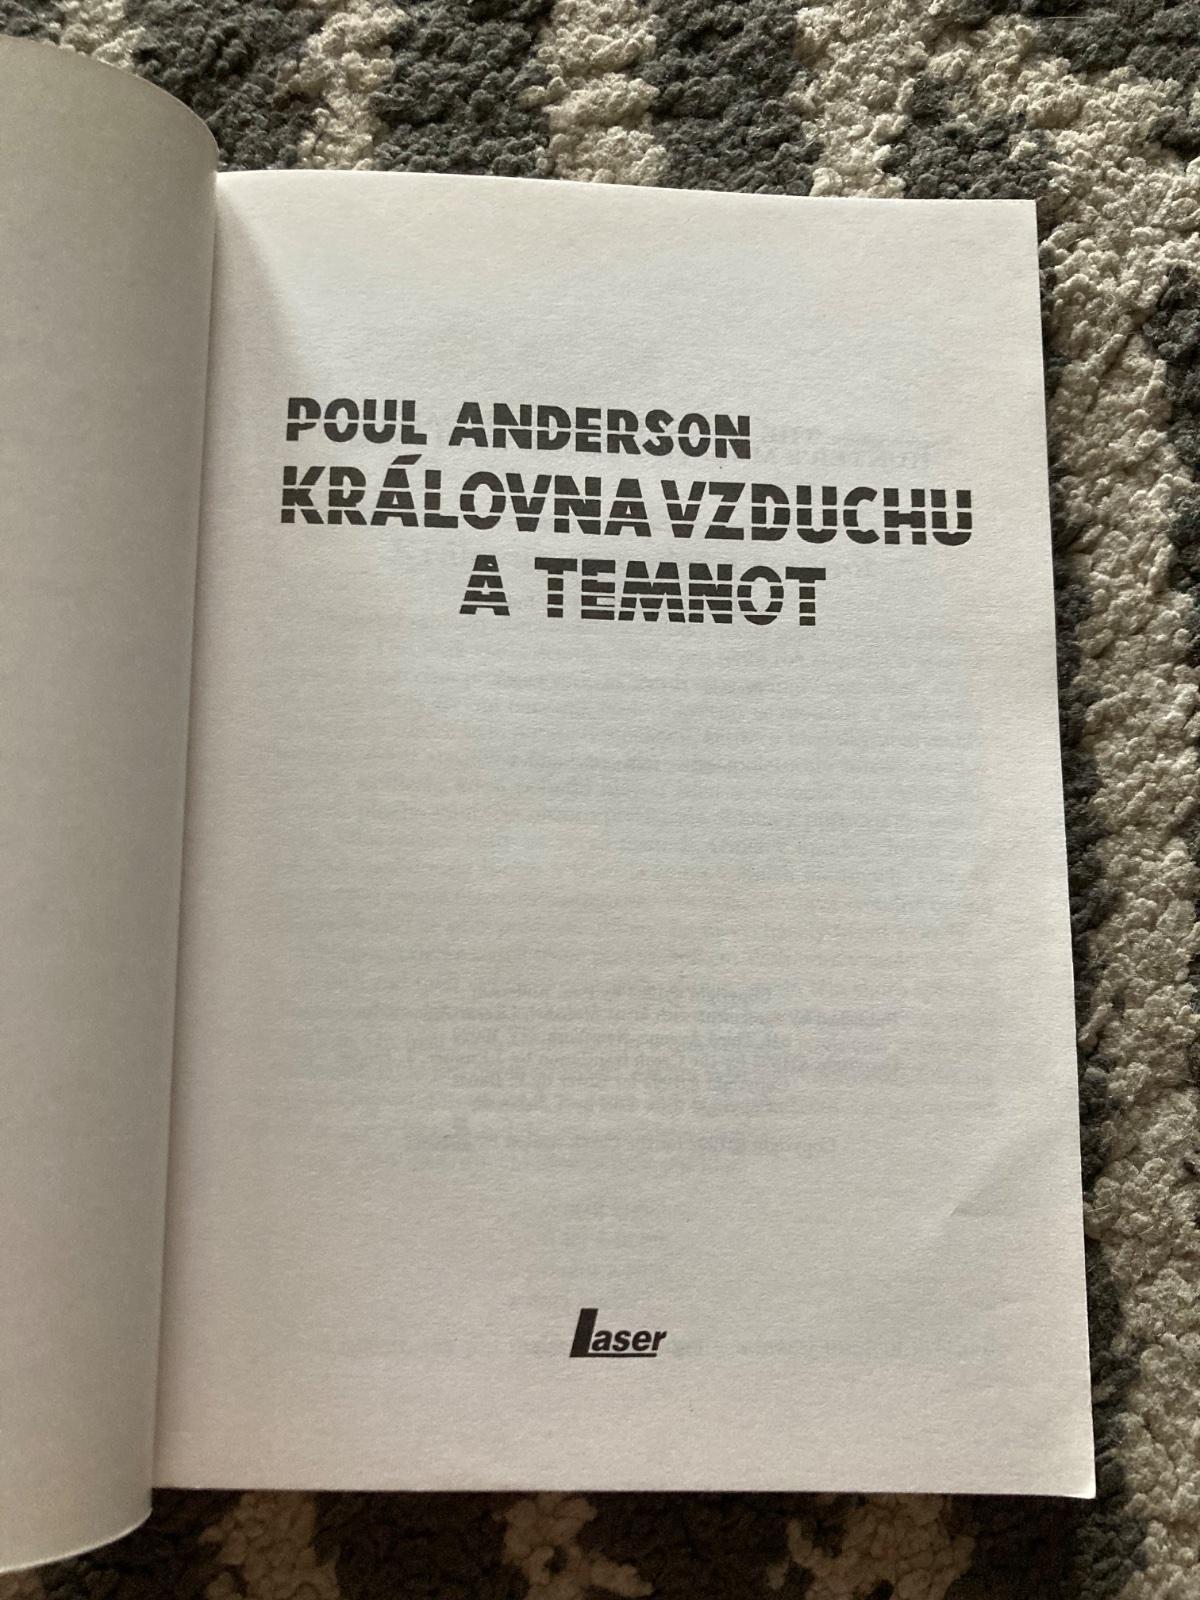 POUL ANDERSON
KRÁLOVNA VZDUCHU
A TEMNOT
Laser